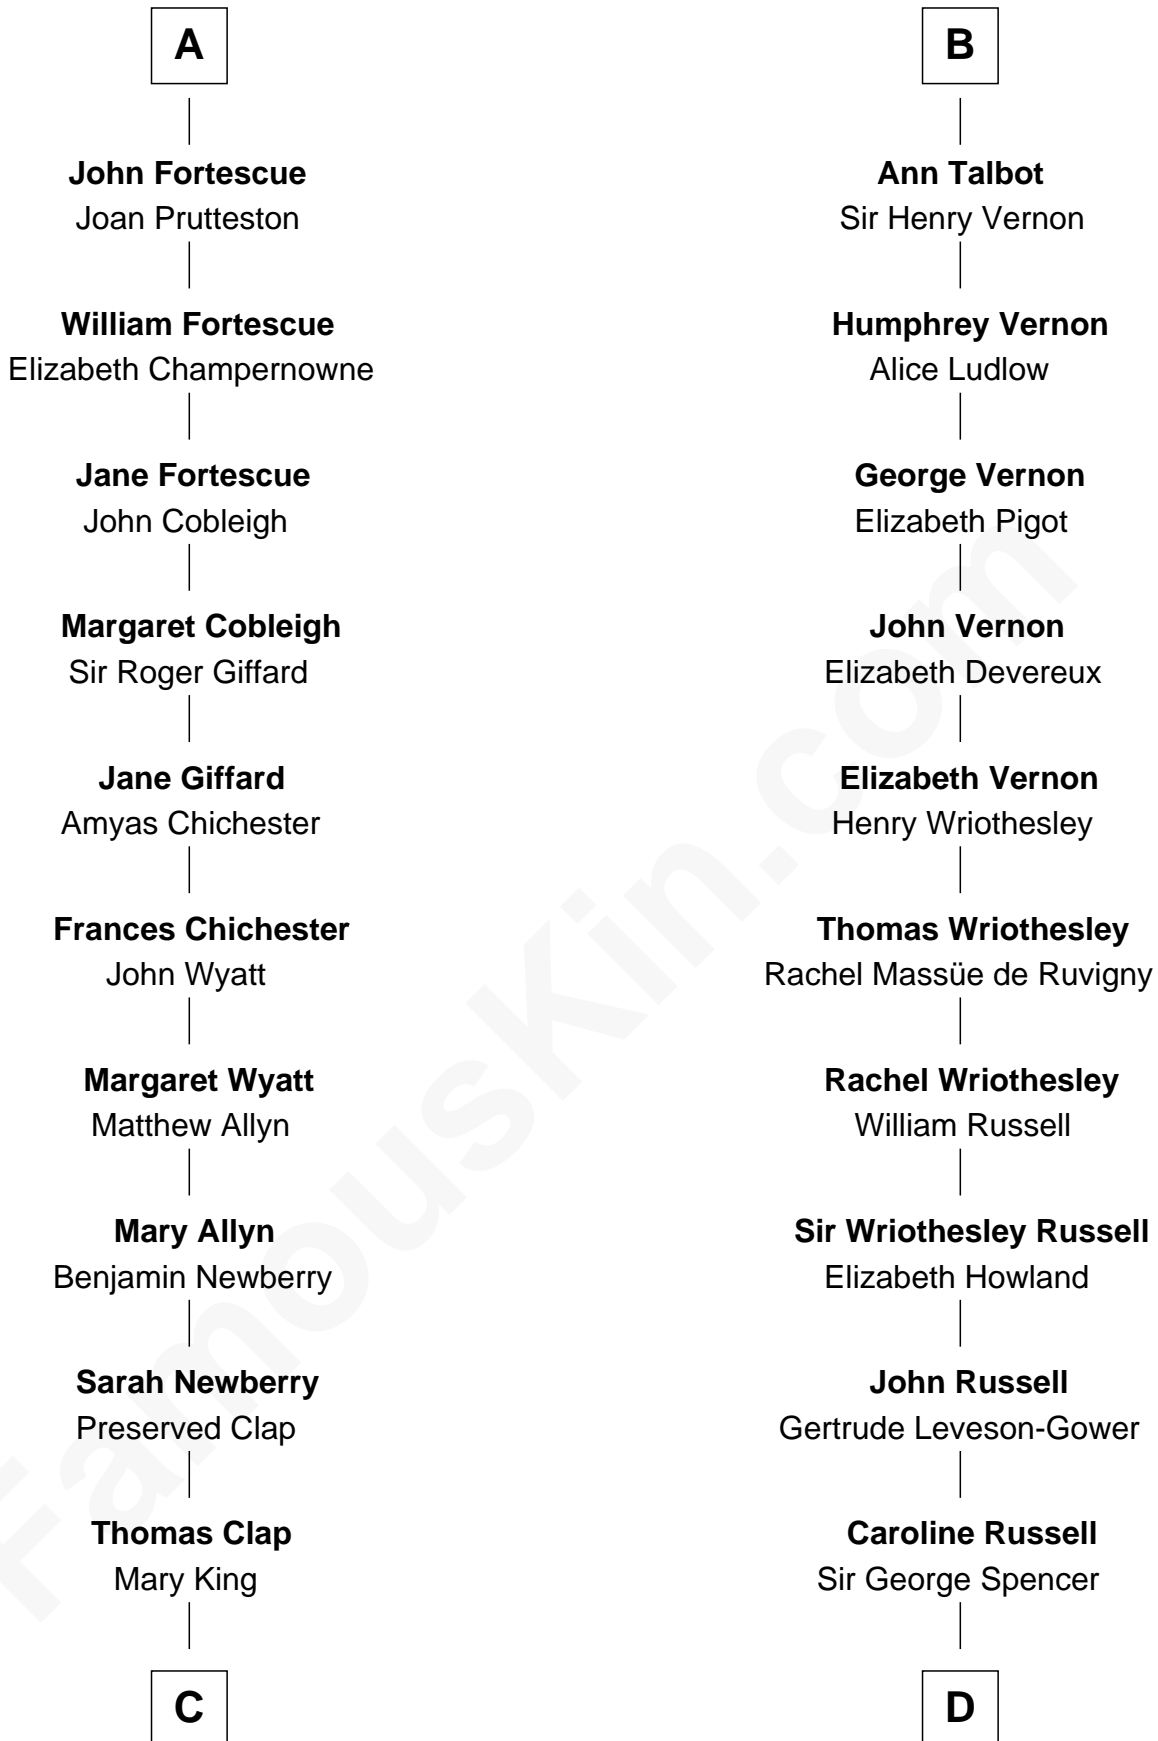 A
John Fortescue
Joan Prutteston
William Fortescue
Elizabeth Champernowne
Jane Fortescue
John Cobleigh
Margaret Cobleigh
Sir Roger Giffard
Jane Giffard
Amyas Chichester
Frances Chichester
John Wyatt
Margaret Wyatt
Matthew Allyn
Mary Allyn
Benjamin Newberry
Sarah Newberry
Preserved Clap
Thomas Clap
Mary King
C
B
Ann Talbot
Sir Henry Vernon
Humphrey Vernon
Alice Ludlow
George Vernon
Elizabeth Pigot
John Vernon
Elizabeth Devereux
Elizabeth Vernon
Henry Wriothesley
Thomas Wriothesley
Rachel Massüe de Ruvigny
Rachel Wriothesley
William Russell
Sir Wriothesley Russell
Elizabeth Howland
John Russell
Gertrude Leveson-Gower
Caroline Russell
Sir George Spencer
D
FamousKin.com